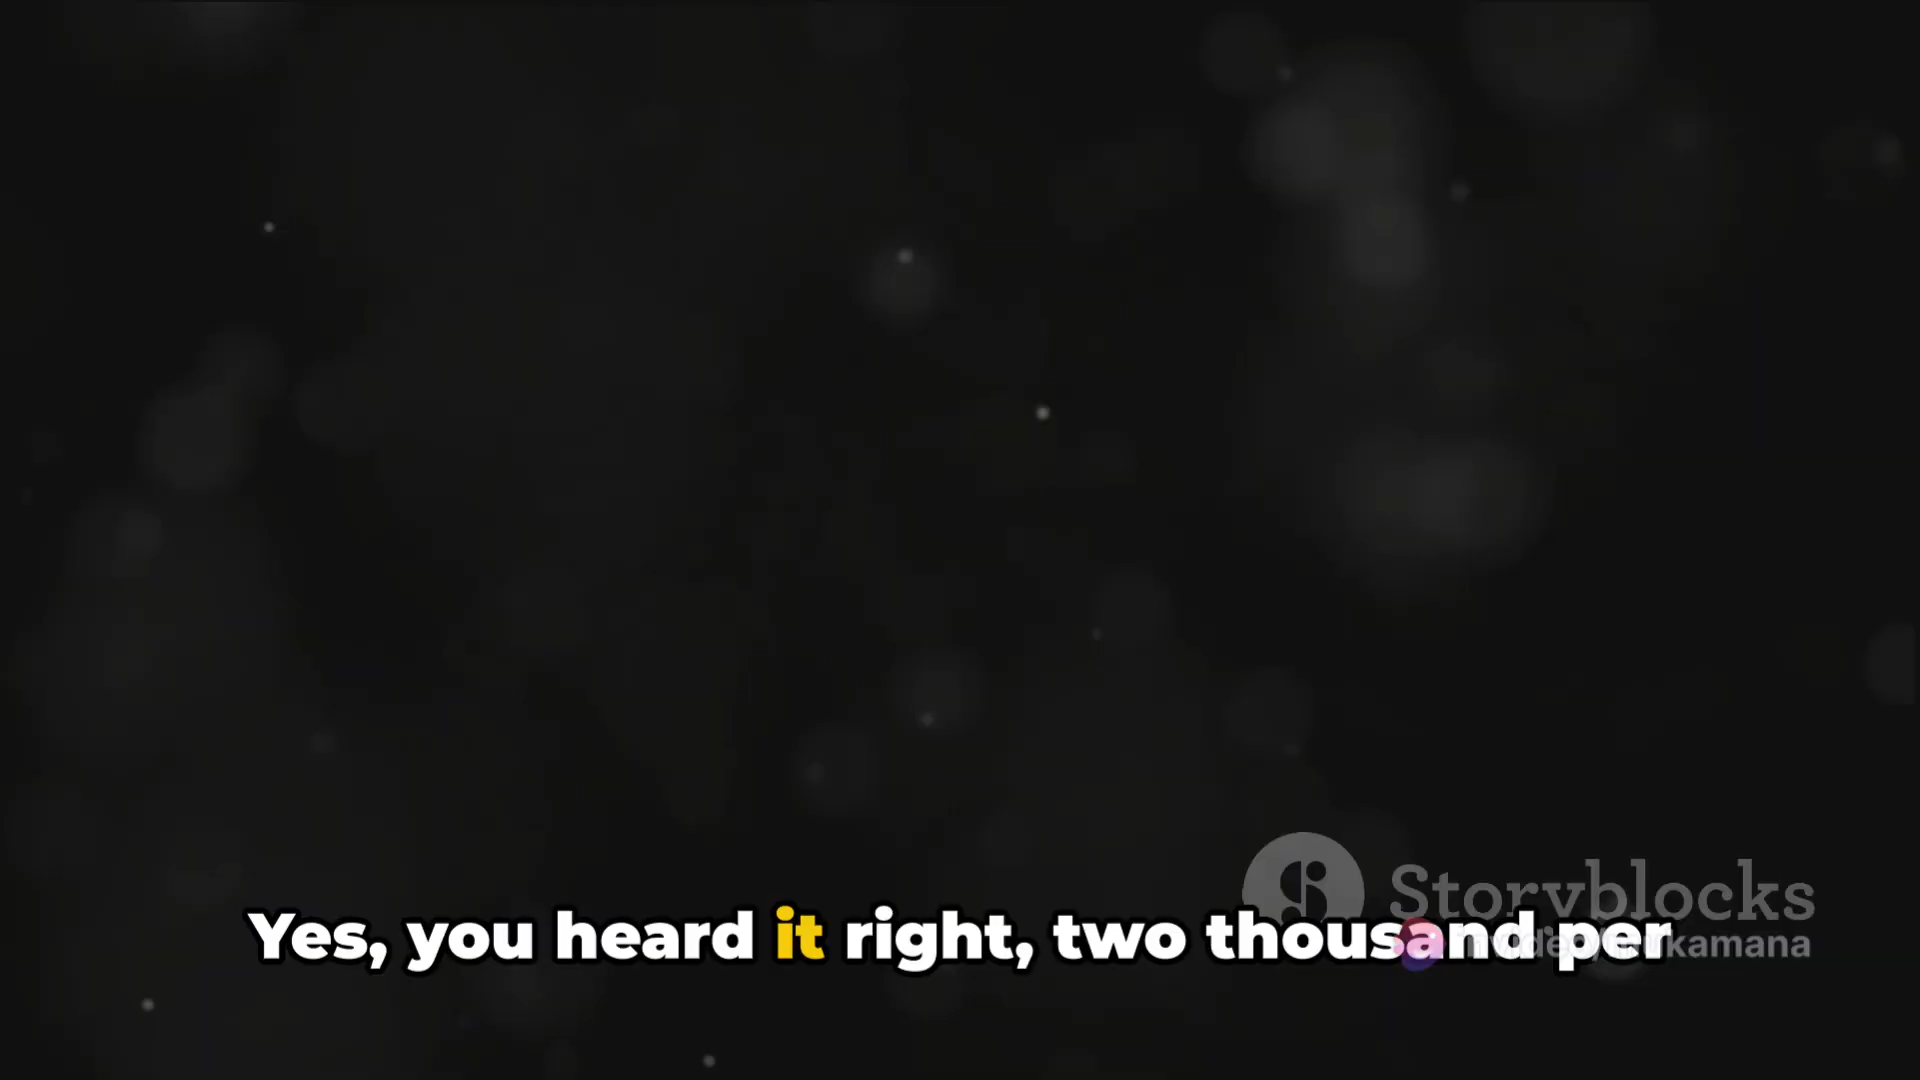 Storyblocks
Yes, you heard it right, two thousand per